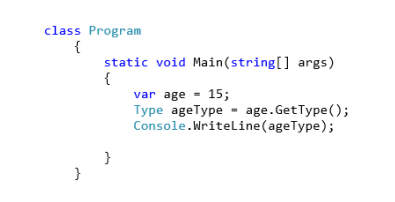 class Program
{
static void Main(string[] args)
{
var age = 15;
Type ageType = age.GetType();
Console.WriteLine(ageType);
}
}